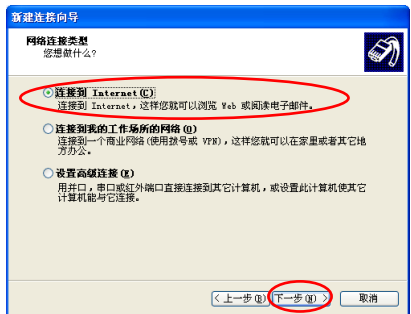 新建连接向导
网络连接类型
您想做什么?
连接到 Internet(C)
连接到 Internet,这样您就可以浏览 Web 或阅读电子邮件。
连接到我的工作场所的网络(O)
连接到一个商业网络(使用拨号或 VPN),这样您就可以在家里或者其它地
方办公。
设置高级连接(E)
用并口,串口或红外端口直接连接到其它计算机,或设置此计算机使其它
计算机能与它连接。
< 上一步(B) 下一步(N) > 取消